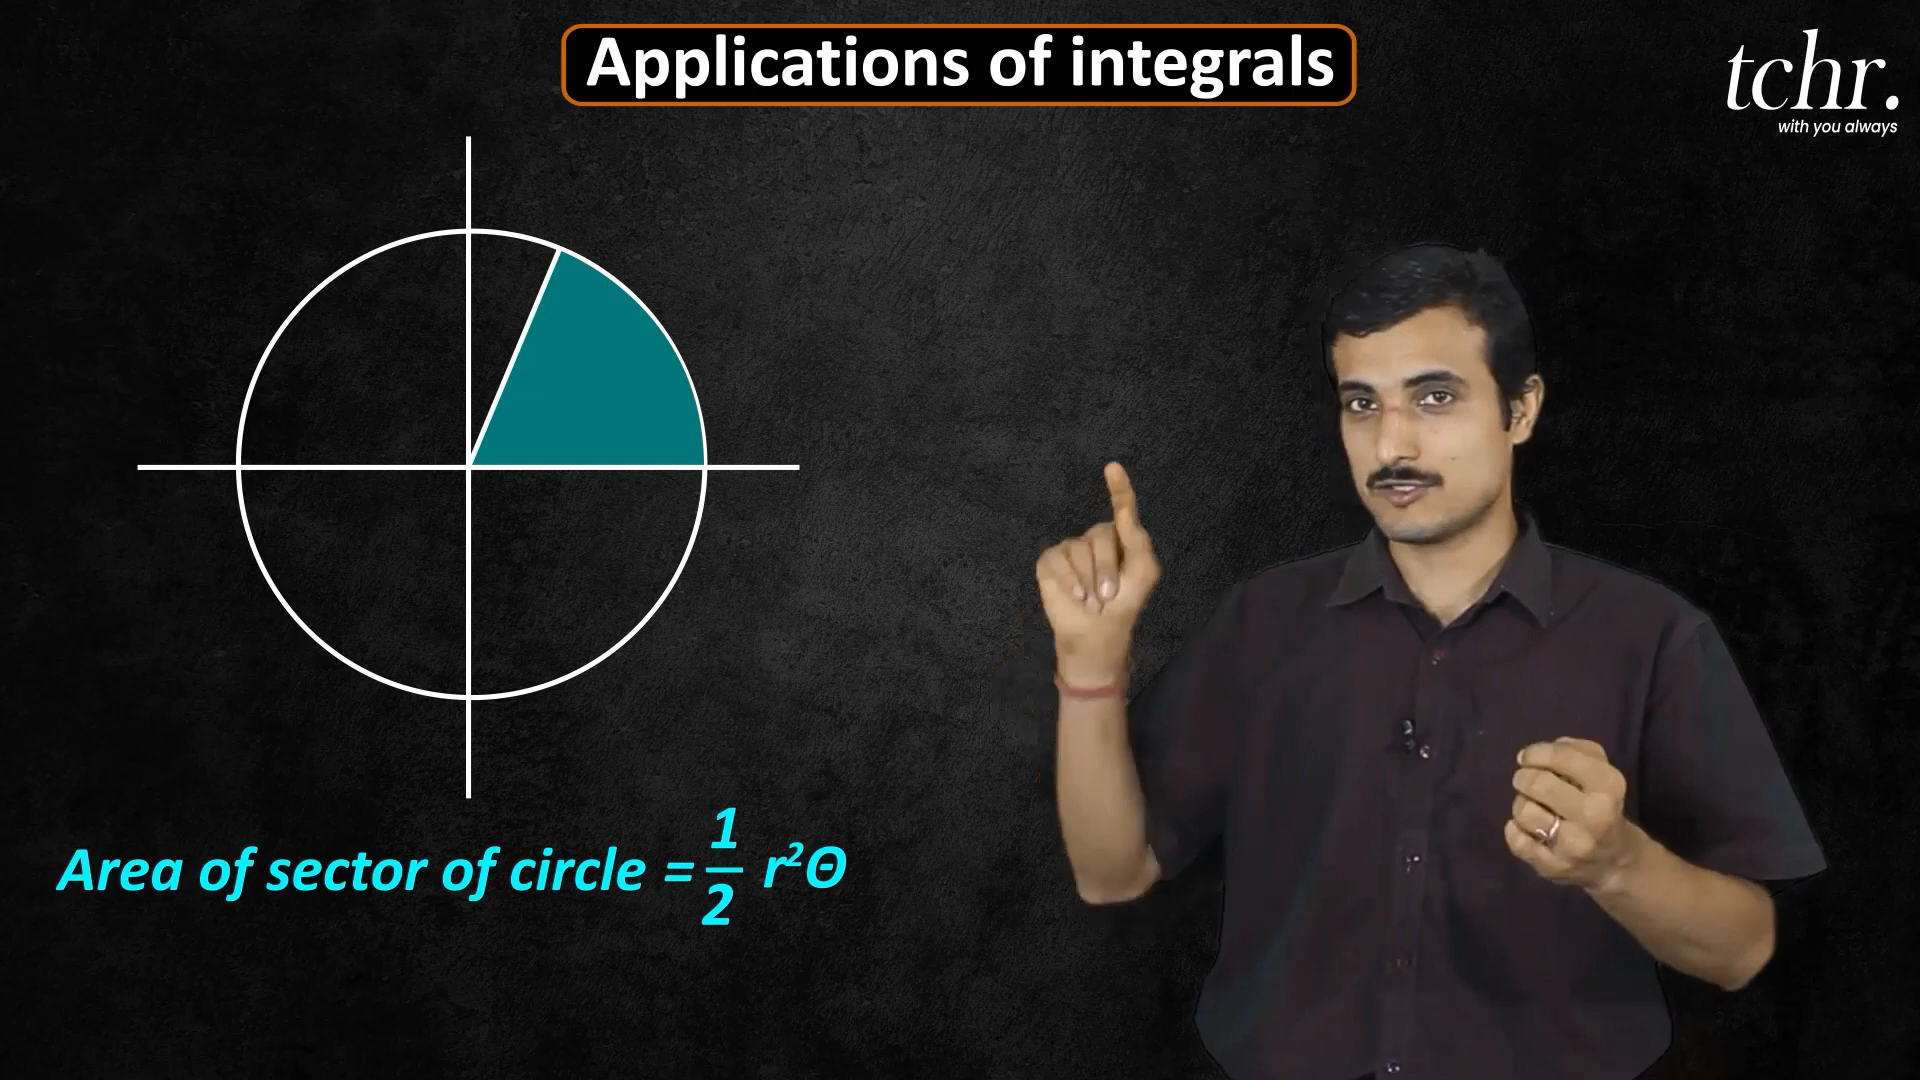 Applications of integrals
tchr.
with you always
Area of sector of circle = 1/2 r²Θ